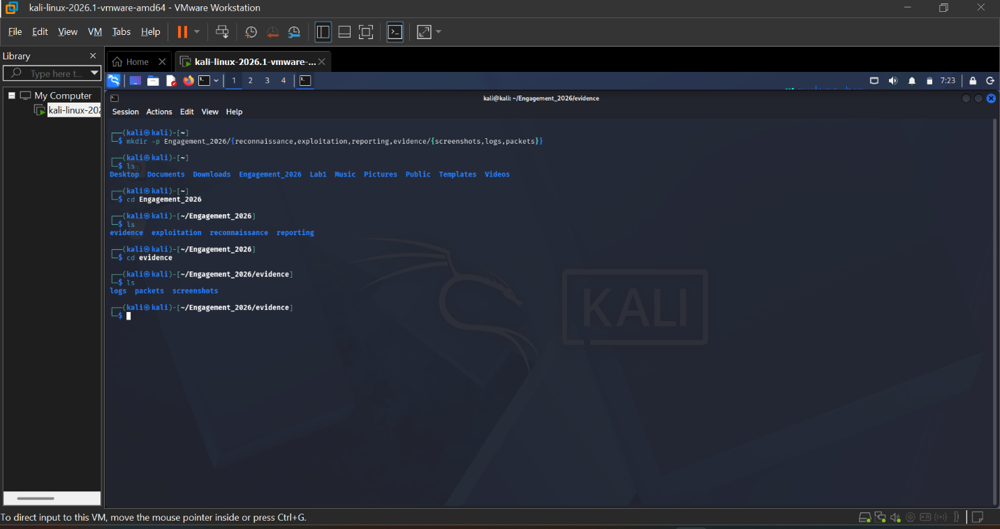 kali-linux-2026.1-vmware-amd64 - VMware Workstation
File Edit View VM Tabs Help
Library
Type here t...
My Computer
kali-linux-202
Home
kali-linux-2026.1-vmware-...
1 2 3 4
7:23
kali@kali: ~/Engagement_2026/evidence
Session Actions Edit View Help
┌──(kali㉿kali)-[~]
└─$ mkdir -p Engagement_2026/{reconnaissance,exploitation,reporting,evidence/{screenshots,logs,packets}}
┌──(kali㉿kali)-[~]
└─$ ls
Desktop Documents Downloads Engagement_2026 Lab1 Music Pictures Public Templates Videos
┌──(kali㉿kali)-[~]
└─$ cd Engagement_2026
┌──(kali㉿kali)-[~/Engagement_2026]
└─$ ls
evidence exploitation reconnaissance reporting
┌──(kali㉿kali)-[~/Engagement_2026]
└─$ cd evidence
┌──(kali㉿kali)-[~/Engagement_2026/evidence]
└─$ ls
logs packets screenshots
┌──(kali㉿kali)-[~/Engagement_2026/evidence]
└─$
KALI
To direct input to this VM, move the mouse pointer inside or press Ctrl+G.